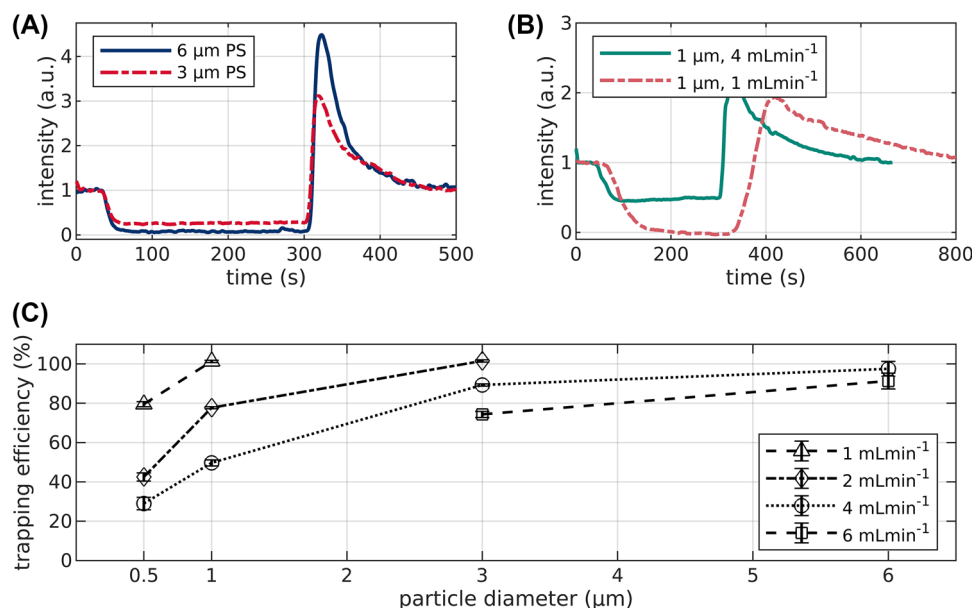 (A)
intensity (a.u.)
4
3
2
1
0
6 µm PS
3 µm PS
0 100 200 300 400 500
time (s)
(B)
intensity (a.u.)
3
2
1
0
1 µm, 4 mLmin-1
1 µm, 1 mLmin-1
0 200 400 600 800
time (s)
(C)
trapping efficiency (%)
100
80
60
40
20
0
1 mLmin-1
2 mLmin-1
4 mLmin-1
6 mLmin-1
0.5 1 2 3 4 5 6
particle diameter (µm)